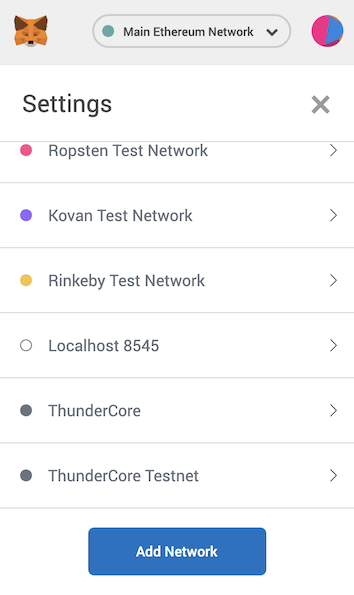 Main Ethereum Network
Settings
Ropsten Test Network
Kovan Test Network
Rinkeby Test Network
Localhost 8545
ThunderCore
ThunderCore Testnet
Add Network